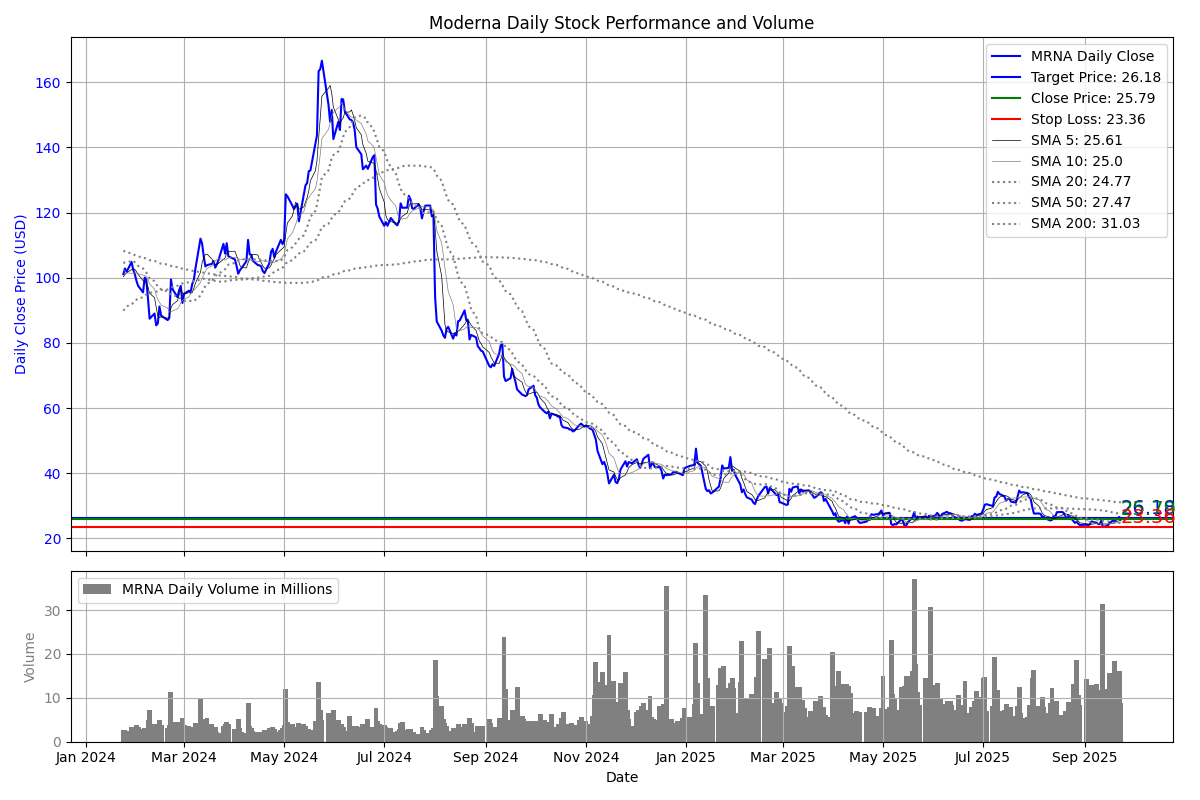 Moderna Daily Stock Performance and Volume
Daily Close Price (USD)
160
140
120
100
80
60
40
20
MRNA Daily Close
Target Price: 26.18
Close Price: 25.79
Stop Loss: 23.36
SMA 5: 25.61
SMA 10: 25.0
SMA 20: 24.77
SMA 50: 27.47
SMA 200: 31.03
26.18
23.36
MRNA Daily Volume in Millions
Volume
30
20
10
0
Jan 2024
Mar 2024
May 2024
Jul 2024
Sep 2024
Nov 2024
Jan 2025
Mar 2025
May 2025
Jul 2025
Sep 2025
Date